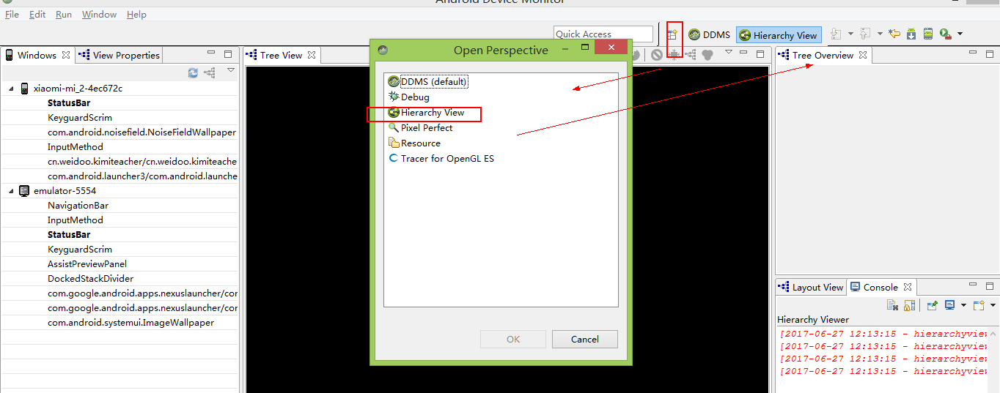 Android Device Monitor
File Edit Run Window Help
Quick Access
DDMS
Hierarchy View
Windows
View Properties
xiaomi-mi_2-4ec672c
StatusBar
KeyguardScrim
com.android.noisefield.NoiseFieldWallpaper
InputMethod
cn.weidoo.kimiteacher/cn.weidoo.kimiteache
com.android.launcher3/com.android.launche
emulator-5554
NavigationBar
InputMethod
StatusBar
KeyguardScrim
AssistPreviewPanel
DockedStackDivider
com.google.android.apps.nexuslauncher/cor
com.google.android.apps.nexuslauncher/cor
com.android.systemui.ImageWallpaper
Tree View
Open Perspective
DDMS (default)
Debug
Hierarchy View
Pixel Perfect
Resource
Tracer for OpenGL ES
OK
Cancel
Tree Overview
Layout View
Console
Hierarchy Viewer
[2017-06-27 12:13:15 - hierarchyview
[2017-06-27 12:13:15 - hierarchyview
[2017-06-27 12:13:15 - hierarchyview
[2017-06-27 12:13:15 - hierarchyview